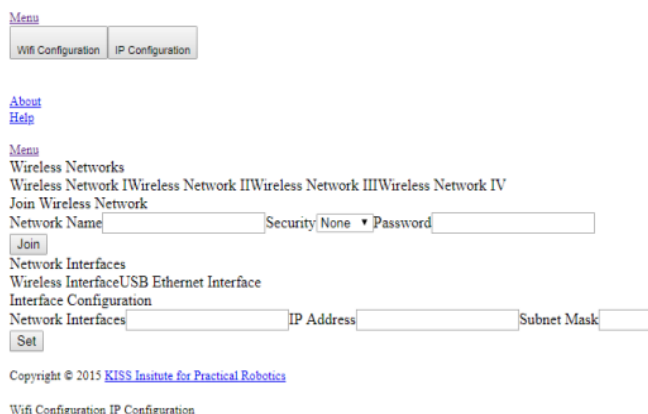 Menu
Wifi Configuration IP Configuration
About
Help
Menu
Wireless Networks
Wireless Network IWireless Network IIWireless Network IIIWireless Network IV
Join Wireless Network
Network Name Security None Password
Join
Network Interfaces
Wireless InterfaceUSB Ethernet Interface
Interface Configuration
Network Interfaces IP Address Subnet Mask
Set
Copyright © 2015 KISS Insitute for Practical Robotics
Wifi Configuration IP Configuration